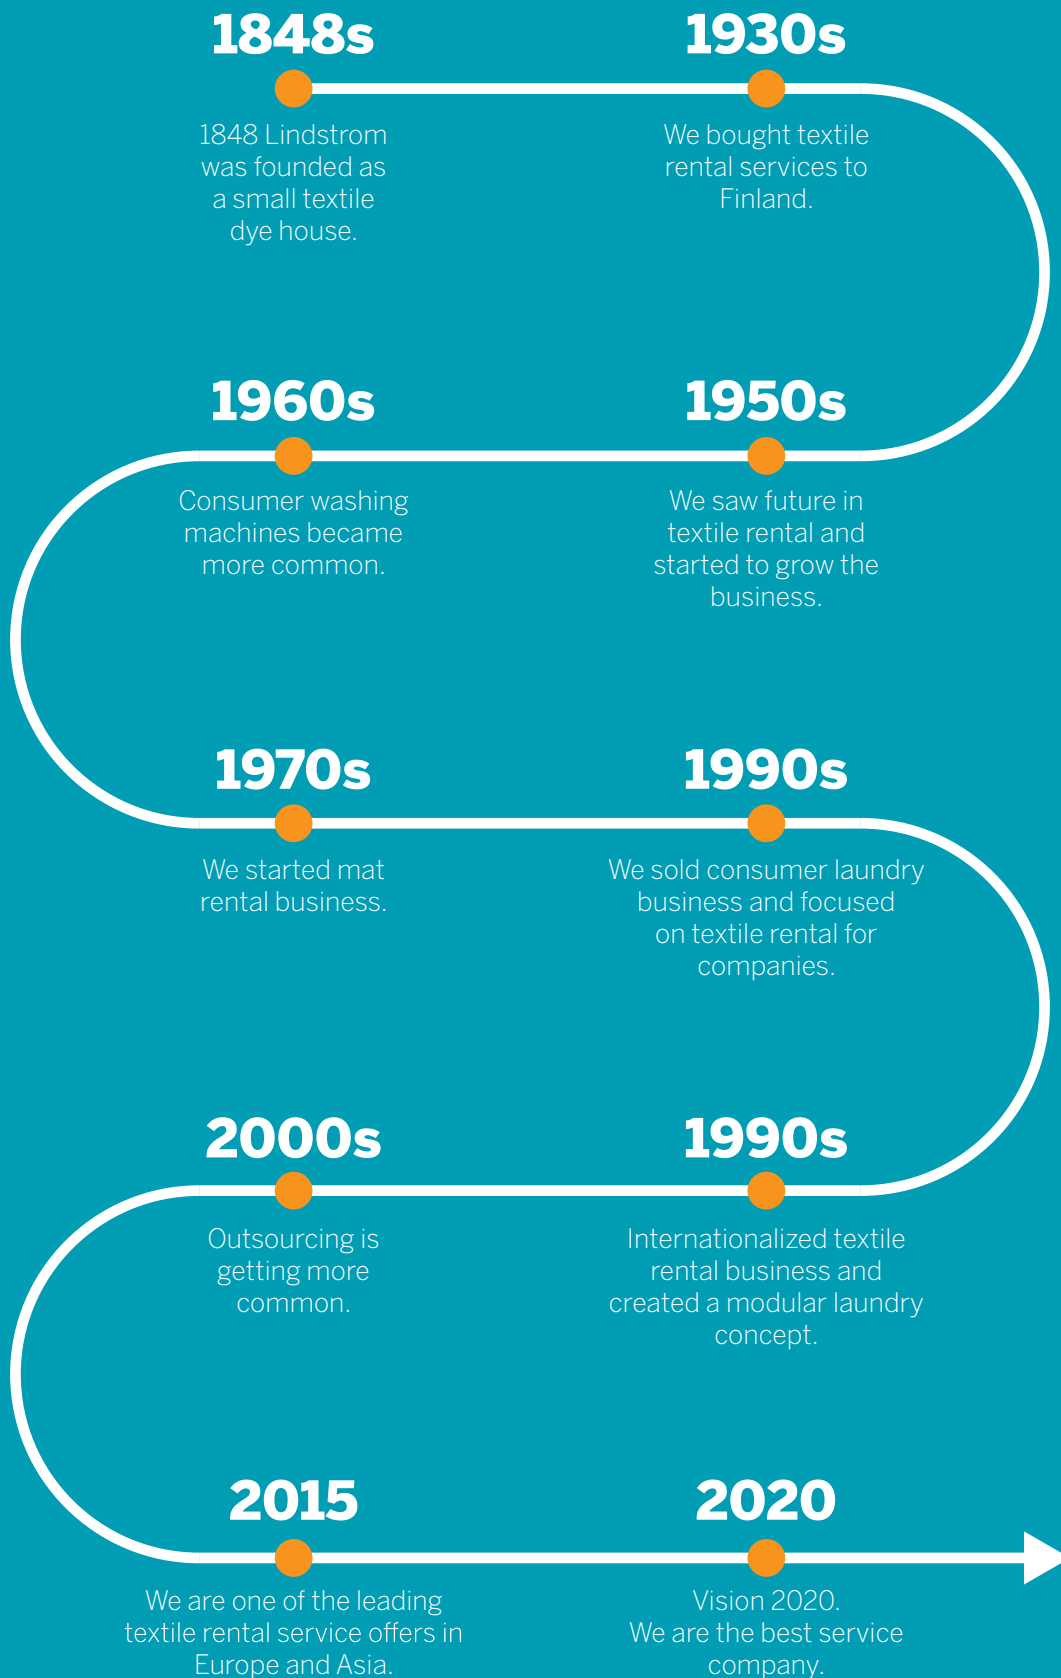 1848s
1848 Lindstrom
was founded as
a small textile
dye house.
1930s
We bought textile
rental services to
Finland.
1950s
We saw future in
textile rental and
started to grow the
business.
1960s
Consumer washing
machines became
more common.
1970s
We started mat
rental business.
1990s
We sold consumer laundry
business and focused
on textile rental for
companies.
1990s
Internationalized textile
rental business and
created a modular laundry
concept.
2000s
Outsourcing is
getting more
common.
2015
We are one of the leading
textile rental service offers in
Europe and Asia.
2020
Vision 2020.
We are the best service
company.